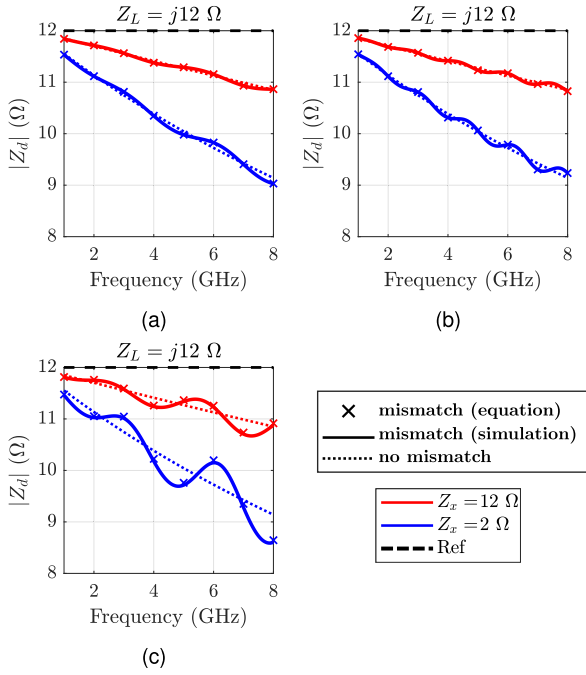 Z_L = j12 Ω
Z_L = j12 Ω
12
11
10
9
8
|Z_d| (Ω)
2 4 6 8
Frequency (GHz)
(a)
12
11
10
9
8
|Z_d| (Ω)
2 4 6 8
Frequency (GHz)
(b)
Z_L = j12 Ω
12
11
10
9
8
|Z_d| (Ω)
2 4 6 8
Frequency (GHz)
(c)
mismatch (equation)
mismatch (simulation)
no mismatch
Z_x = 12 Ω
Z_x = 2 Ω
Ref